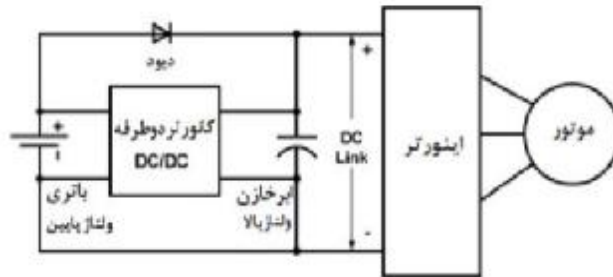 دیود
+
کانورتر دوطرفه
DC/DC
باتری
ولتاژ پایین
ابرخازن
ولتاژ بالا
+
DC
Link
-
اینورتر
موتور